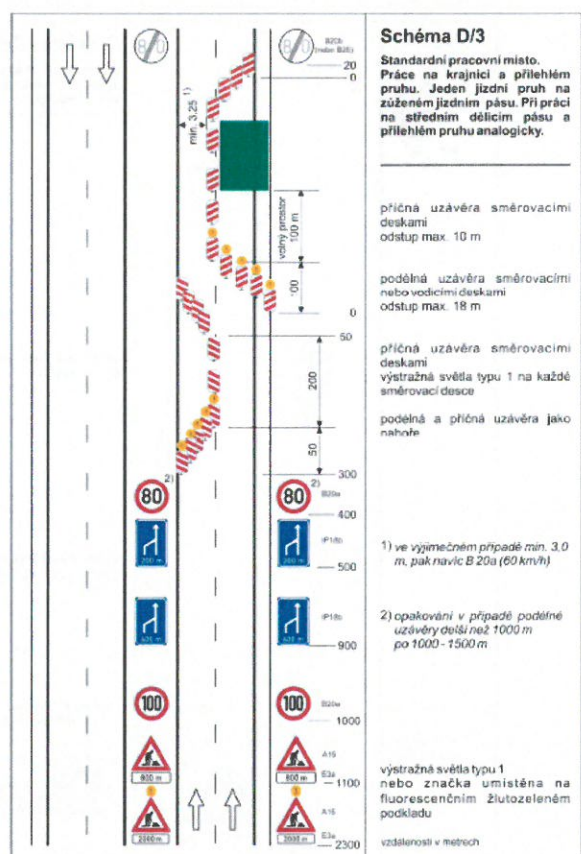 Schéma D/3
Standardní pracovní místo.
Práce na krajnici a přilehlém
pruhu. Jeden jízdní pruh na
zúženém jízdním pásu. Při práci
na středním dělicím pásu a
přilehlém pruhu analogicky.
B20b
20
0
min. 3,25 1)
volný prostor
100 m
příčná uzávěra směrovacími
deskami
odstup max. 10 m
100
0
podélná uzávěra směrovacími
nebo vodicími deskami
odstup max. 18 m
50
200
příčná uzávěra směrovacími
deskami
výstražná světla typu 1 na každé
směrovací desce
50
podélná a příčná uzávěra jako
nahoře
300
2)
2)
80
80
B20a
400
IP18b
200 m
200 m
500
1) ve výjimečném případě min. 3,0
m, pak navíc B 20a (60 km/h)
IP18b
600 m
600 m
900
2) opakování v případě podélné
uzávěry delší než 1000 m
po 1000 - 1500 m
100
100
B20a
1000
A15
800 m
800 m
E3a
1100
výstražná světla typu 1
nebo značka umístěna na
fluorescenčním žlutozeleném
podkladu
A15
2000 m
2000 m
E3a
2300
vzdálenosti v metrech